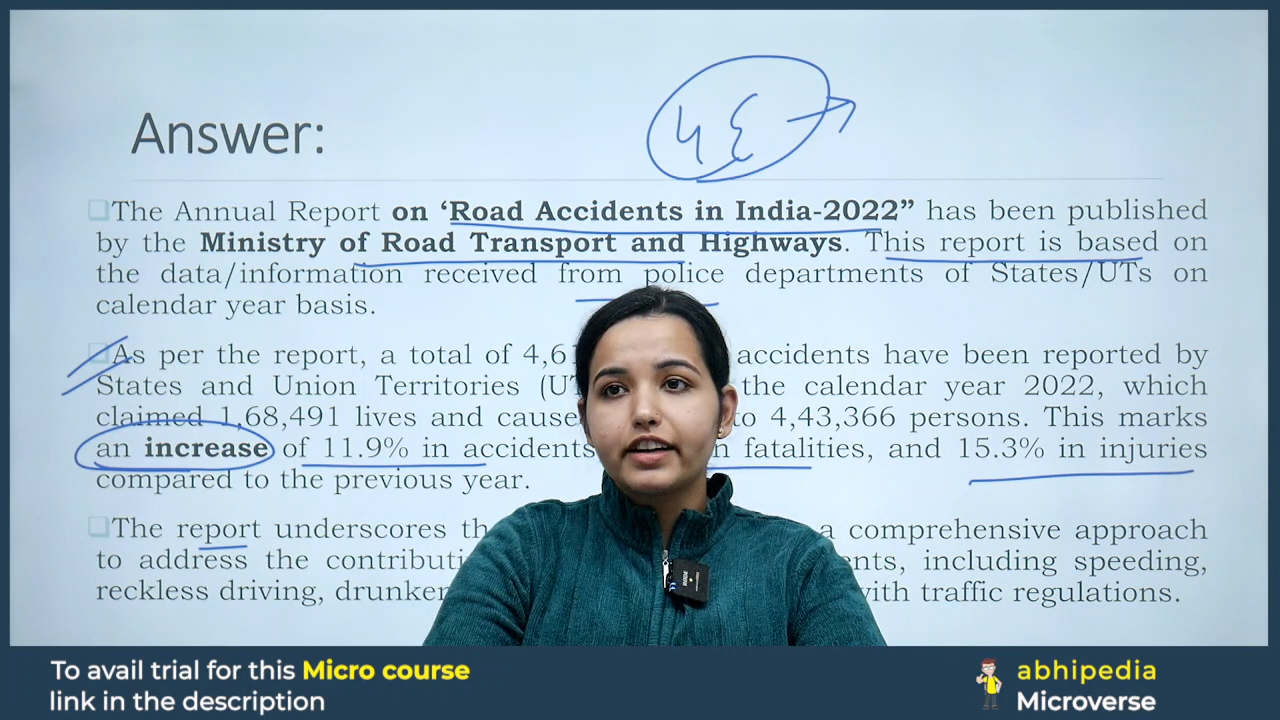 4 E
Answer:
The Annual Report on ‘Road Accidents in India-2022” has been published
by the Ministry of Road Transport and Highways. This report is based on
the data/information received from police departments of States/UTs on
calendar year basis.
As per the report, a total of 4,6 accidents have been reported by
States and Union Territories (UT the calendar year 2022, which
claimed 1,68,491 lives and cause to 4,43,366 persons. This marks
an increase of 11.9% in accidents fatalities, and 15.3% in injuries
compared to the previous year.
The report underscores a comprehensive approach
to address the including speeding,
reckless driving, with traffic regulations.
To avail trial for this Micro course
link in the description
abhipedia
Microverse